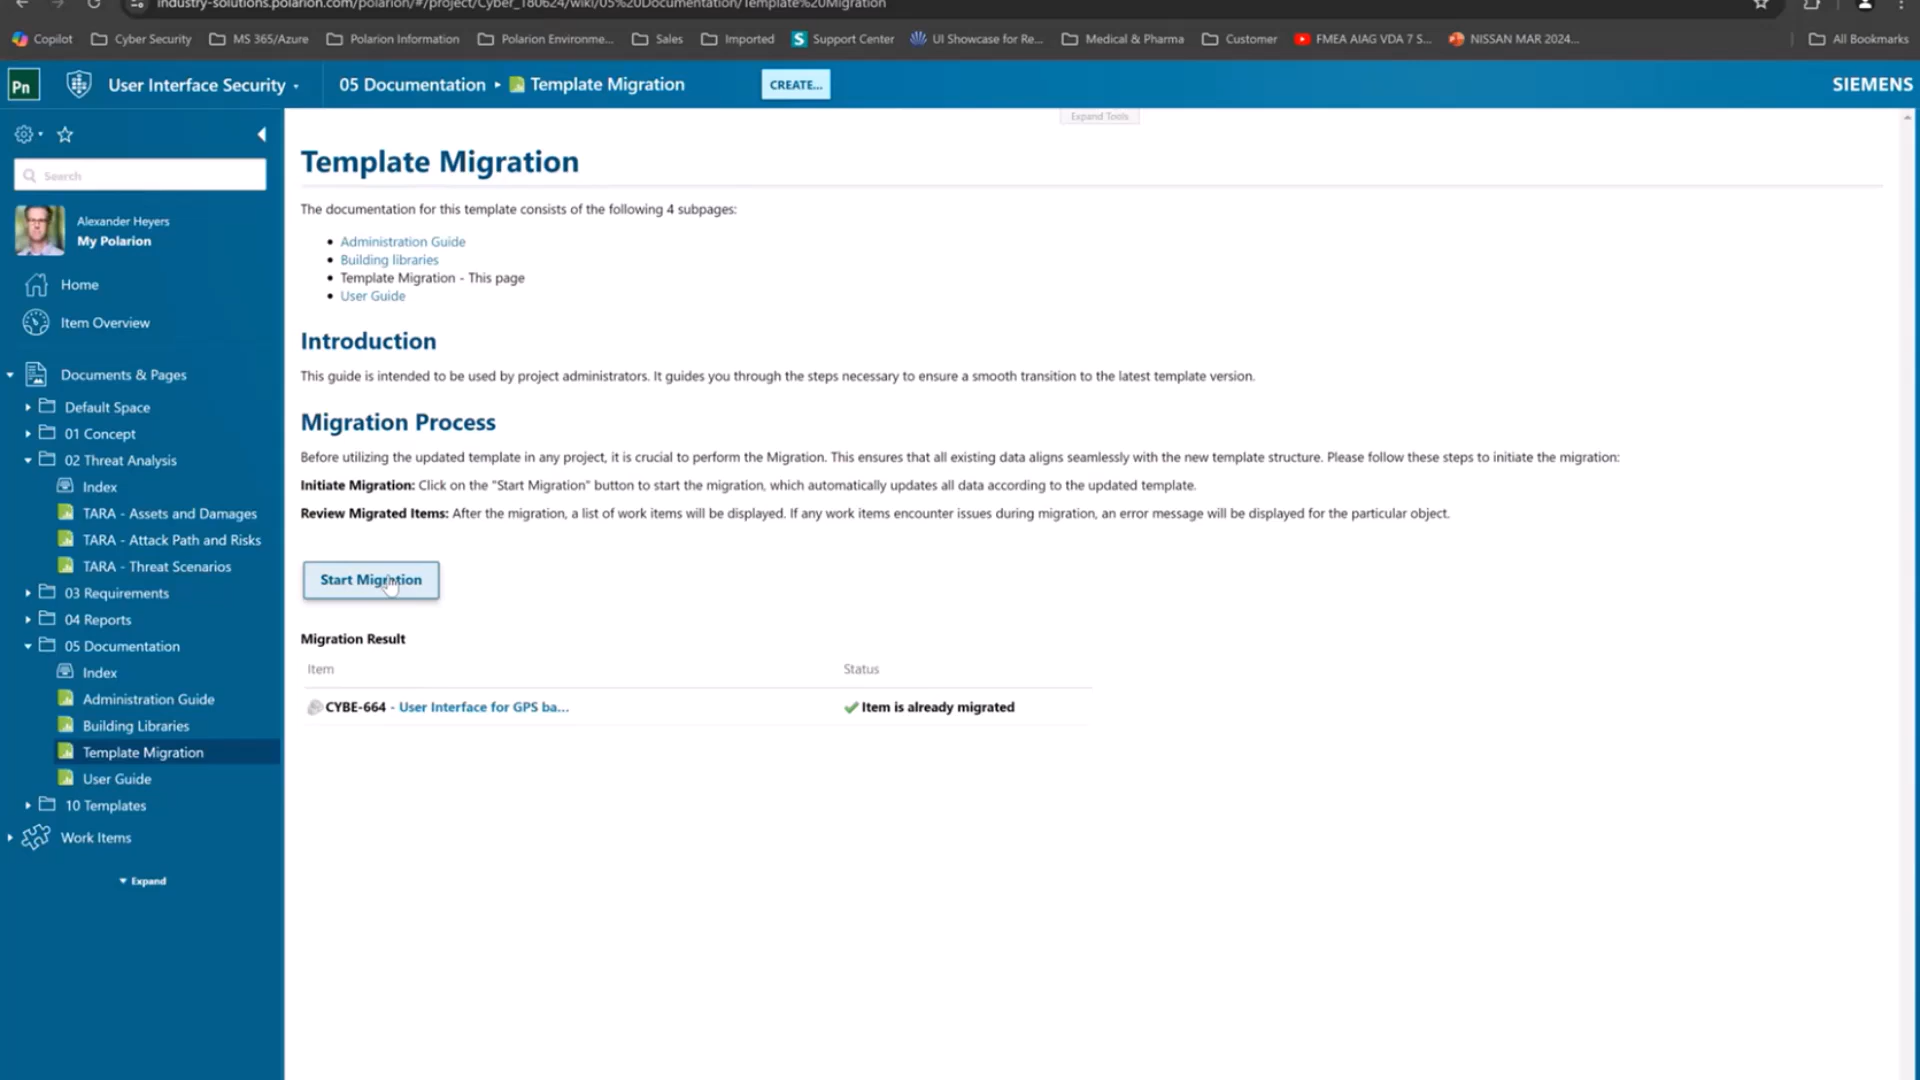 industry-solutions.polarion.com/polarion/#/project/Cyber_180624/wiki/05%20Documentation/Template%20Migration
Copilot Cyber Security MS 365/Azure Polarion Information Polarion Environme... Sales Imported Support Center UI Showcase for Re... Medical & Pharma Customer FMEA AIAG VDA 7 S... NISSAN MAR 2024... All Bookmarks
Pn User Interface Security 05 Documentation Template Migration CREATE... SIEMENS
Expand Tools
Search
Alexander Heyers
My Polarion
Home
Item Overview
Documents & Pages
Default Space
01 Concept
02 Threat Analysis
Index
TARA - Assets and Damages
TARA - Attack Path and Risks
TARA - Threat Scenarios
03 Requirements
04 Reports
05 Documentation
Index
Administration Guide
Building Libraries
Template Migration
User Guide
10 Templates
Work Items
Expand
Template Migration
The documentation for this template consists of the following 4 subpages:
• Administration Guide
• Building libraries
• Template Migration - This page
• User Guide
Introduction
This guide is intended to be used by project administrators. It guides you through the steps necessary to ensure a smooth transition to the latest template version.
Migration Process
Before utilizing the updated template in any project, it is crucial to perform the Migration. This ensures that all existing data aligns seamlessly with the new template structure. Please follow these steps to initiate the migration:
Initiate Migration: Click on the "Start Migration" button to start the migration, which automatically updates all data according to the updated template.
Review Migrated Items: After the migration, a list of work items will be displayed. If any work items encounter issues during migration, an error message will be displayed for the particular object.
Start Migration
Migration Result
Item Status
CYBE-664 - User Interface for GPS ba... Item is already migrated